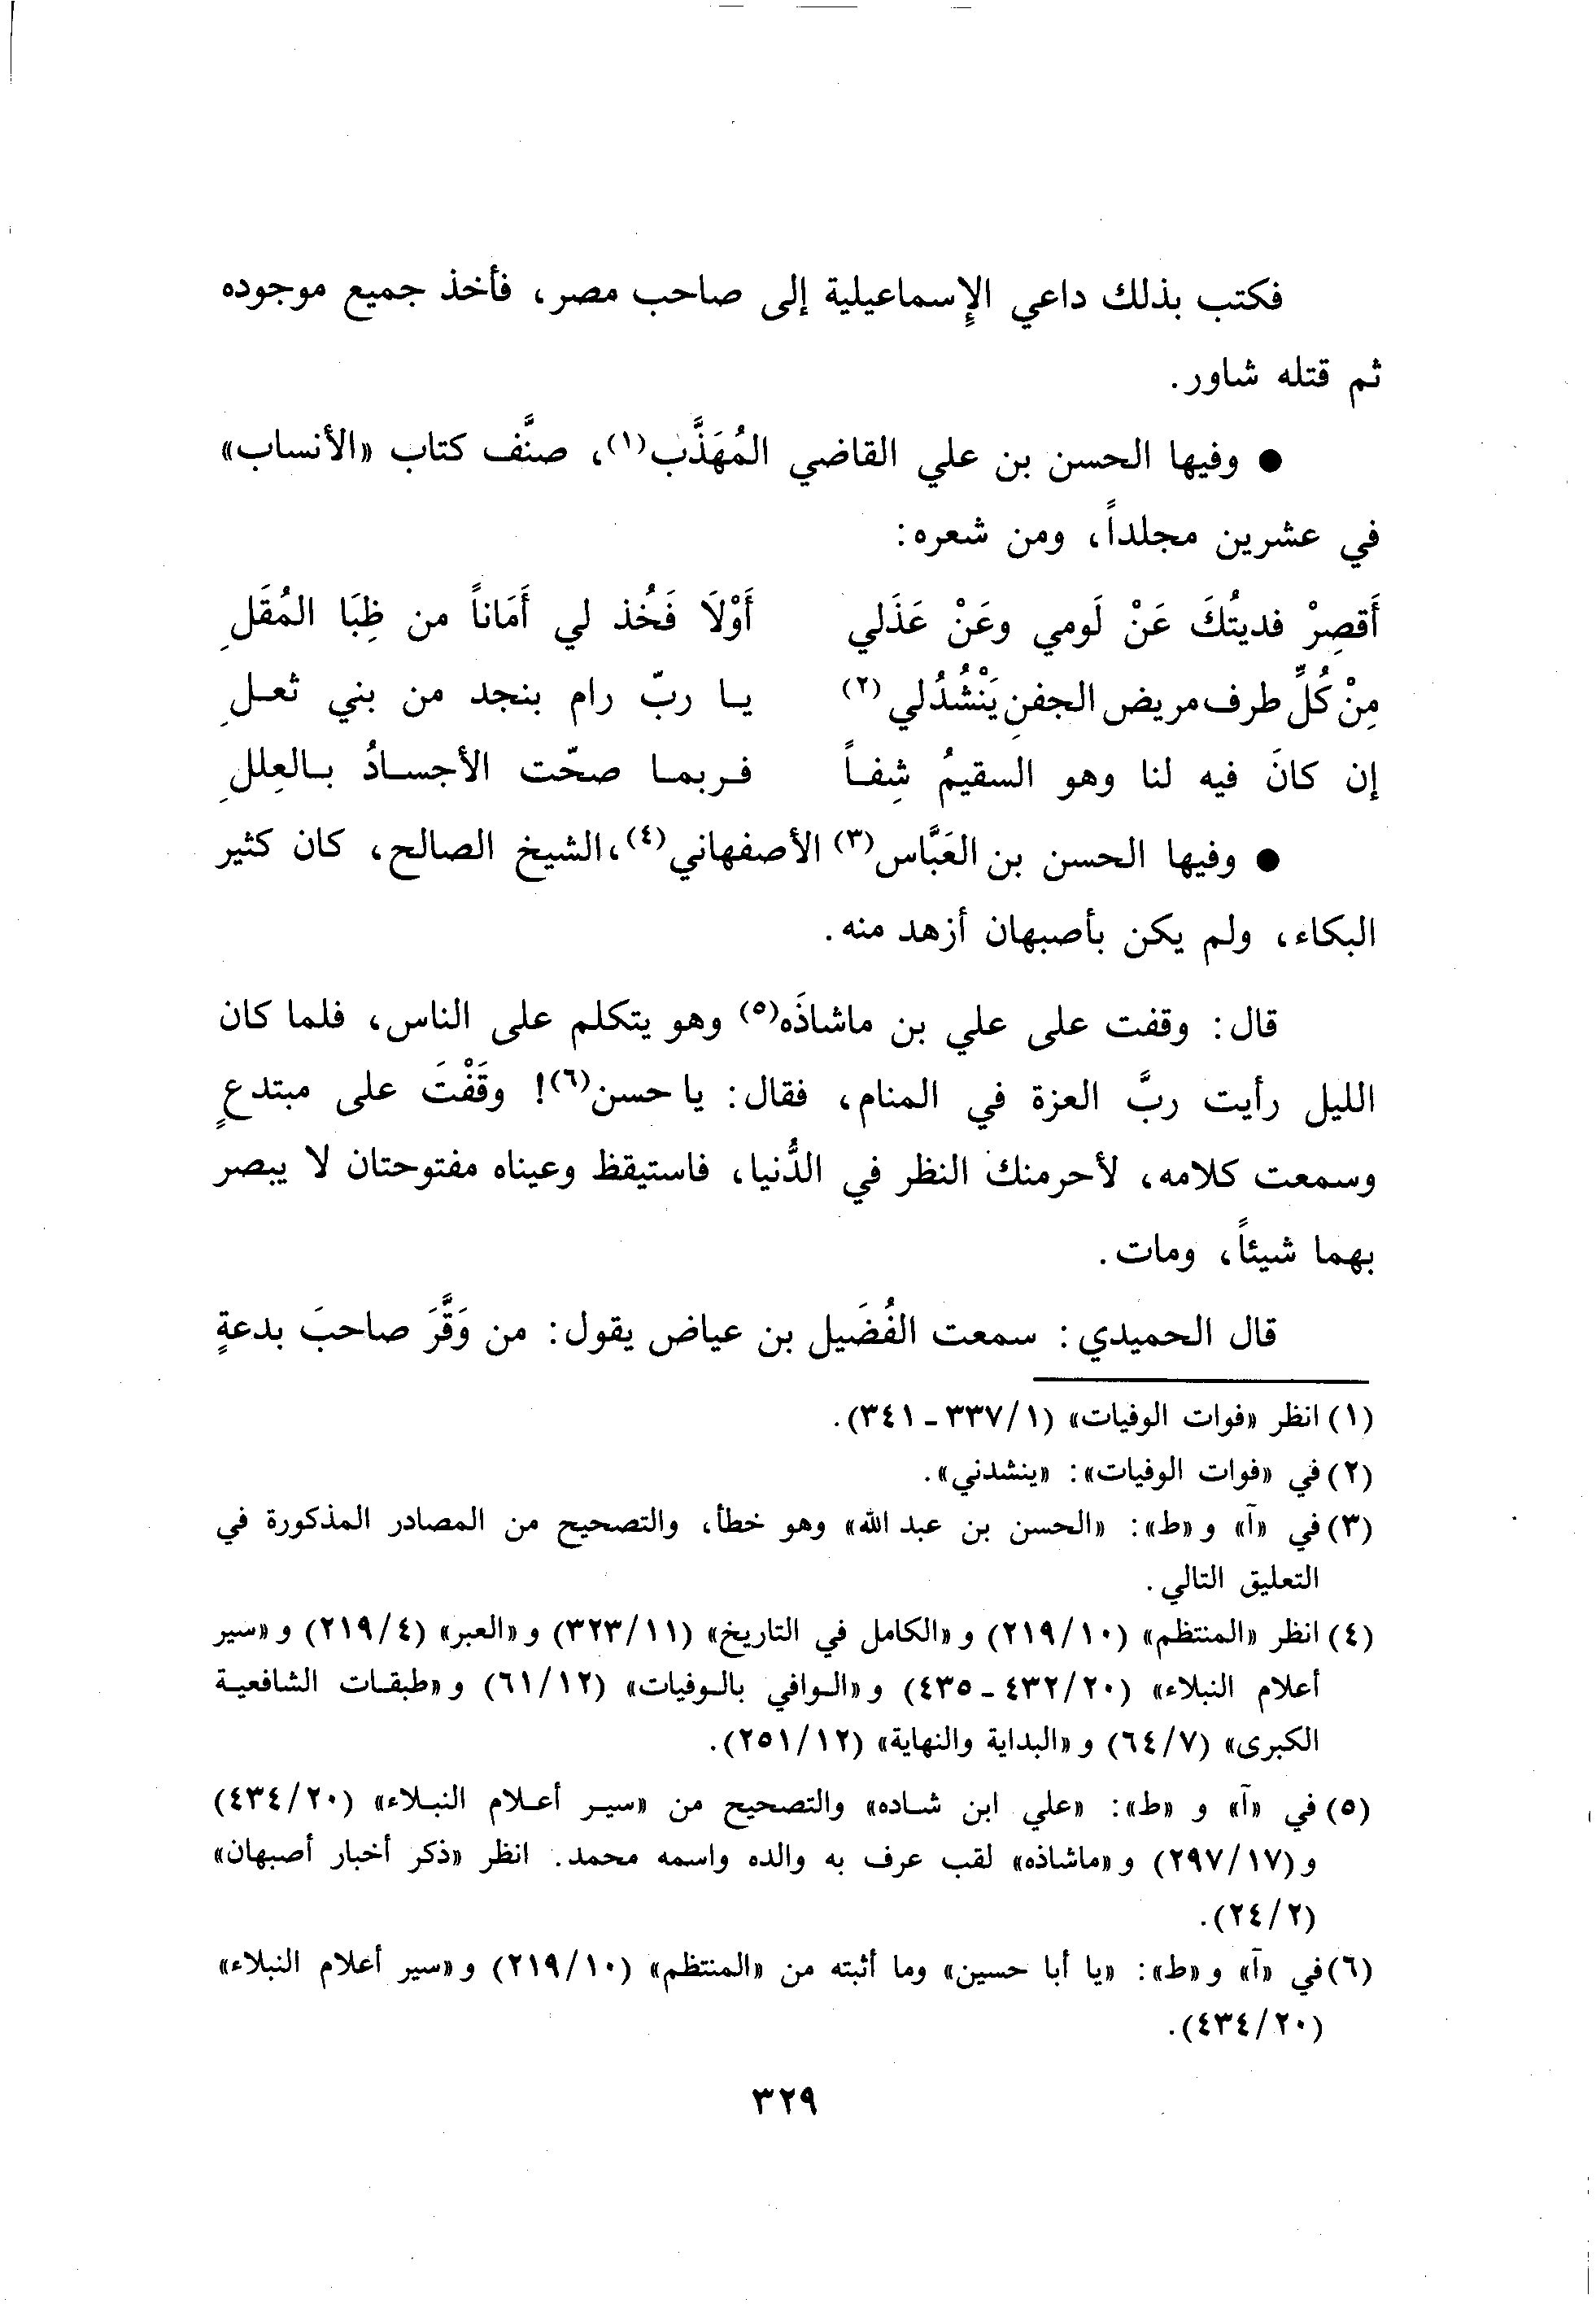 فكتب بذلك داعي الإسماعيلية إلى صاحب مصر، فأخذ جميع موجوده
ثم قتله شاور.
● وفيها الحسن بن علي القاضي المُهَذَّب(١)، صنَّف كتاب «الأنساب»
في عشرين مجلداً، ومن شعره:
أَقصِرْ فديتُكَ عَنْ لَومي وعَنْ عَذَلي أَوْلَا فَخُذ لي أَمَاناً من ظِبَا المُقَلِ
مِنْ كُلِّ طرف مريض الجفنِ يَنْشُدُلي(٢) يا ربّ رام بنجد من بني ثعلِ
إن كانَ فيه لنا وهو السقيمُ شِفاً فربما صحّت الأجسادُ بالعِللِ
● وفيها الحسن بن العَبَّاس(٣) الأصفهاني(٤)، الشيخ الصالح، كان كثير
البكاء، ولم يكن بأصبهان أزهد منه.
قال: وقفت على علي بن ماشاذَه(٥) وهو يتكلم على الناس، فلما كان
الليل رأيت ربَّ العزة في المنام، فقال: يا حسن(٦)! وقَفْتَ على مبتدعٍ
وسمعت كلامه، لأحرمنك النظر في الدُّنيا، فاستيقظ وعيناه مفتوحتان لا يبصر
بهما شيئاً، ومات.
قال الحميدي: سمعت الفُضَيل بن عياض يقول: من وَقَّرَ صاحبَ بدعةٍ
(١) انظر «فوات الوفيات» (١/ ٣٣٧ - ٣٤١).
(٢) في «فوات الوفيات»: «ينشدني».
(٣) في «آ» و«ط»: «الحسن بن عبد الله» وهو خطأ، والتصحيح من المصادر المذكورة في
التعليق التالي.
(٤) انظر «المنتظم» (١٠/ ٢١٩) و«الكامل في التاريخ» (١١/ ٣٢٣) و«العبر» (٤/ ٢١٩) و«سير
أعلام النبلاء» (٢٠/ ٤٣٢ - ٤٣٥) و«الوافي بالوفيات» (١٢/ ٦١) و«طبقات الشافعية
الكبرى» (٧/ ٦٤) و«البداية والنهاية» (١٢/ ٢٥١).
(٥) في «آ» و «ط»: «علي ابن شاده» والتصحيح من «سير أعلام النبلاء» (٢٠/ ٤٣٤)
و(١٧/ ٢٩٧) و«ماشاذه» لقب عرف به والده واسمه محمد. انظر «ذكر أخبار أصبهان»
(٢/ ٢٤).
(٦) في «آ» و«ط»: «يا أبا حسين» وما أثبته من «المنتظم» (١٠/ ٢١٩) و«سير أعلام النبلاء»
(٢٠/ ٤٣٤).
٣٢٩